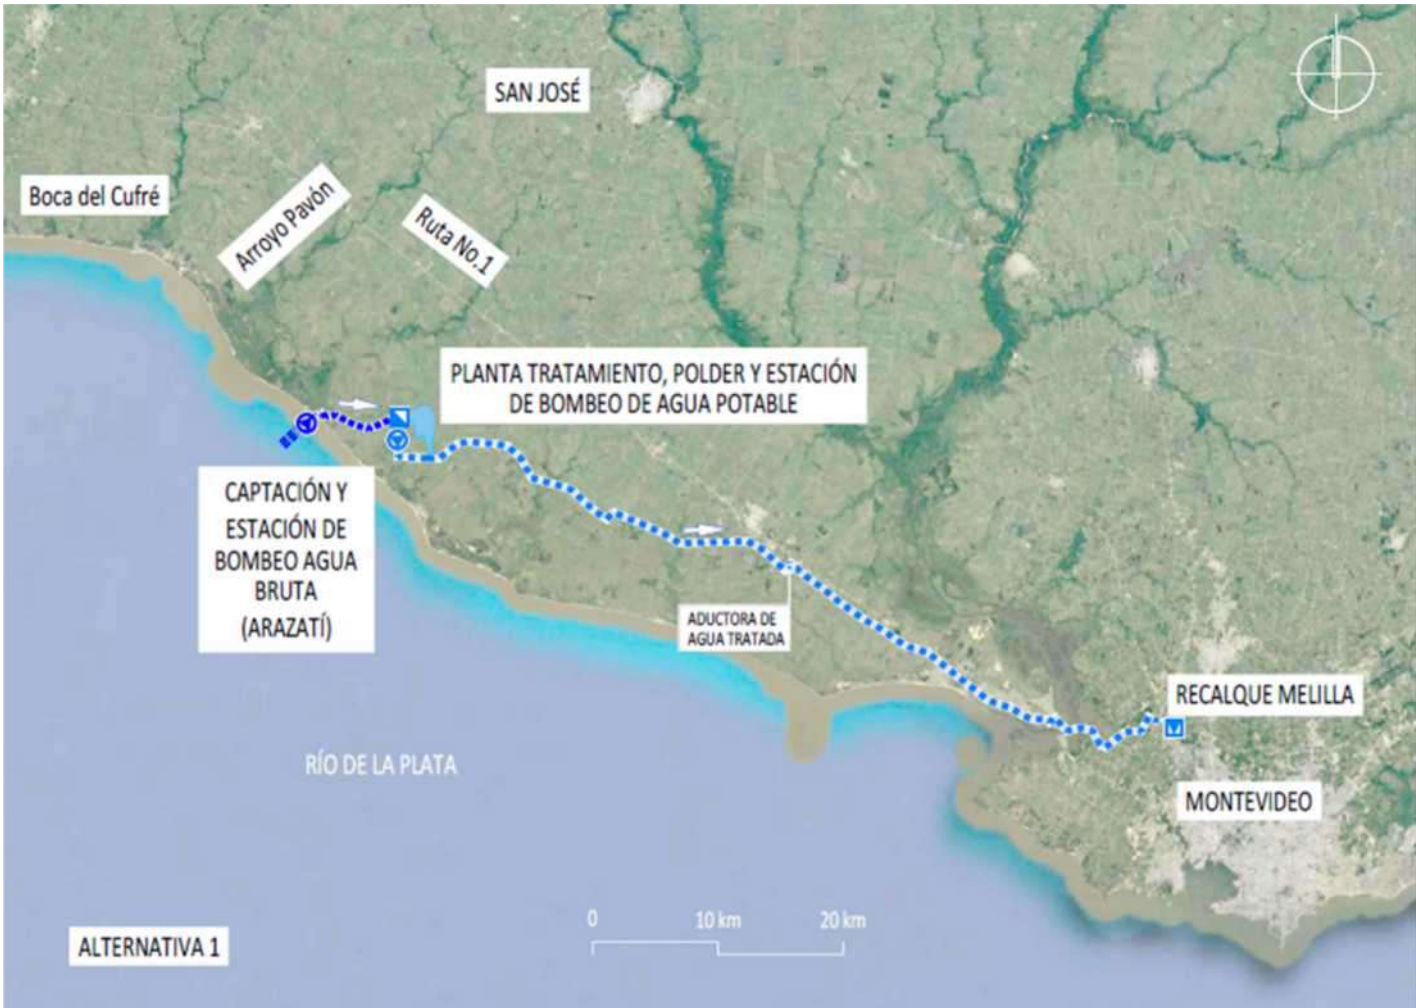 SAN JOSÉ
Boca del Cufré
Arroyo Pavón
Ruta No.1
PLANTA TRATAMIENTO, POLDER Y ESTACIÓN
DE BOMBEO DE AGUA POTABLE
CAPTACIÓN Y
ESTACIÓN DE
BOMBEO AGUA
BRUTA
(ARAZATÍ)
ADUCTORA DE
AGUA TRATADA
RECALQUE MELILLA
RÍO DE LA PLATA
MONTEVIDEO
0 10 km 20 km
ALTERNATIVA 1